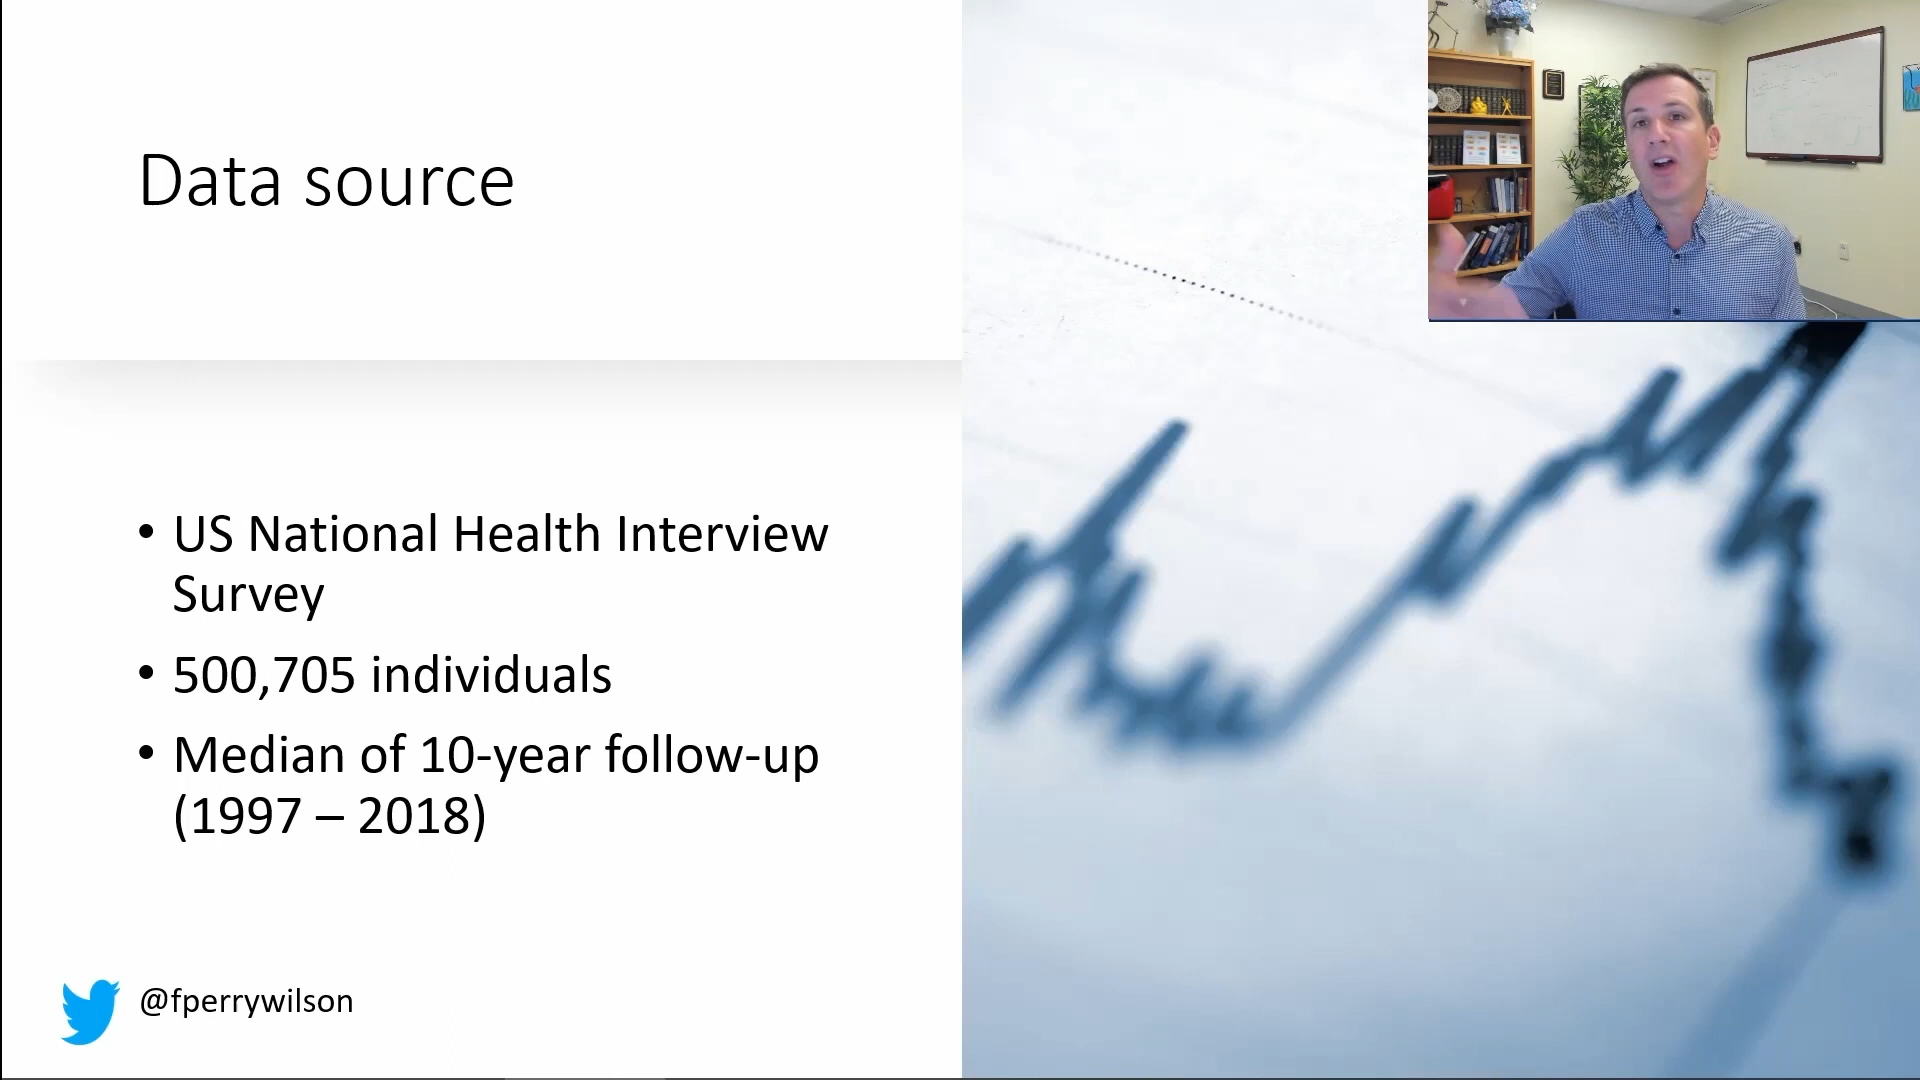 Data source
• US National Health Interview
Survey
• 500,705 individuals
• Median of 10-year follow-up
(1997 – 2018)
@fperrywilson